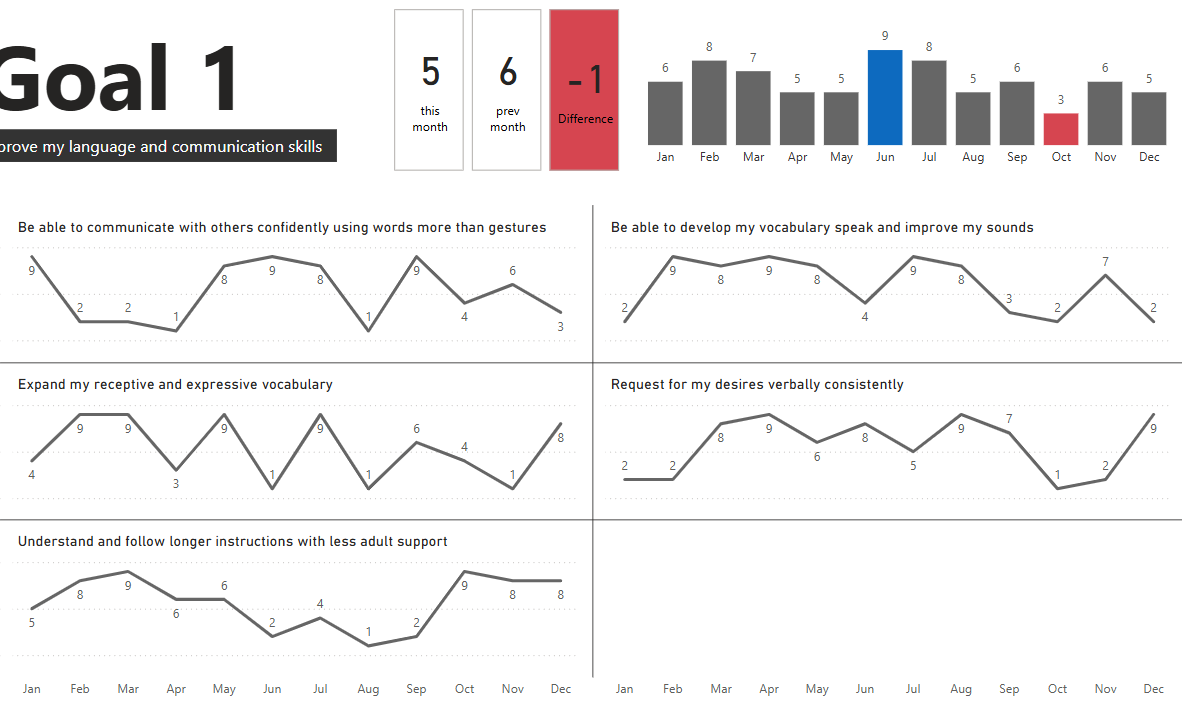 Goal 1
prove my language and communication skills
5
this
month
6
prev
month
-1
Difference
6 8 7 5 5 9 8 5 6 3 6 5
Jan Feb Mar Apr May Jun Jul Aug Sep Oct Nov Dec
Be able to communicate with others confidently using words more than gestures
9 2 2 1 8 9 8 1 9 4 6 3
Be able to develop my vocabulary speak and improve my sounds
2 9 8 9 8 4 9 8 3 2 7 2
Expand my receptive and expressive vocabulary
4 9 9 3 9 1 9 1 6 4 1 8
Request for my desires verbally consistently
2 2 8 9 6 8 5 9 7 1 2 9
Understand and follow longer instructions with less adult support
5 8 9 6 6 2 4 1 2 9 8 8
Jan Feb Mar Apr May Jun Jul Aug Sep Oct Nov Dec
Jan Feb Mar Apr May Jun Jul Aug Sep Oct Nov Dec